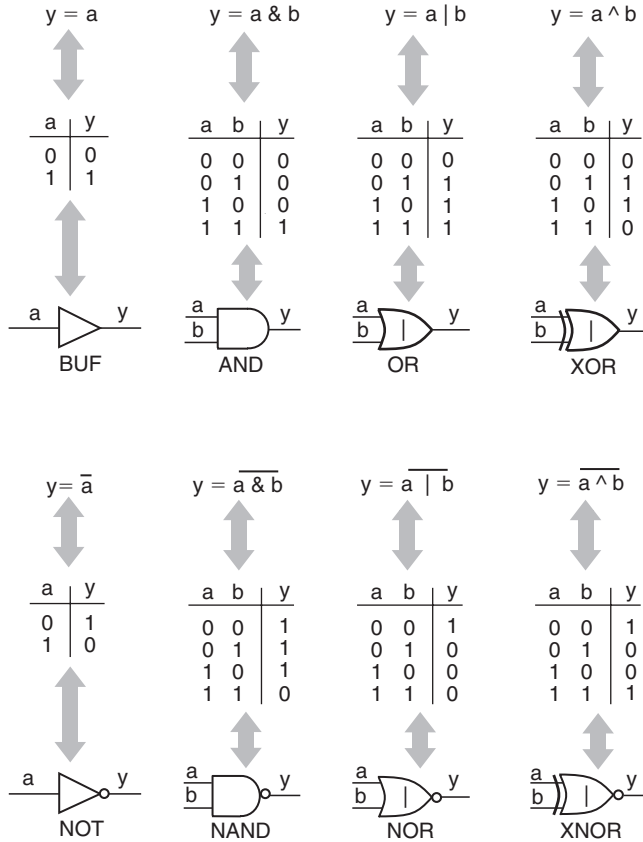 y = a
y = a & b
y = a | b
y = a ^ b
a y
0 0
1 1
a b y
0 0 0
0 1 0
1 0 0
1 1 1
a b y
0 0 0
0 1 1
1 0 1
1 1 1
a b y
0 0 0
0 1 1
1 0 1
1 1 0
a y
BUF
a
b
y
AND
a
b
|
y
OR
a
b
|
y
XOR
y= a̅
y = a̅ ̅&̅ ̅b̅
y = a̅ ̅|̅ ̅b̅
y = a̅ ̅^̅ ̅b̅
a y
0 1
1 0
a b y
0 0 1
0 1 1
1 0 1
1 1 0
a b y
0 0 1
0 1 0
1 0 0
1 1 0
a b y
0 0 1
0 1 0
1 0 0
1 1 1
a y
NOT
a
b
y
NAND
a
b
|
y
NOR
a
b
|
y
XNOR